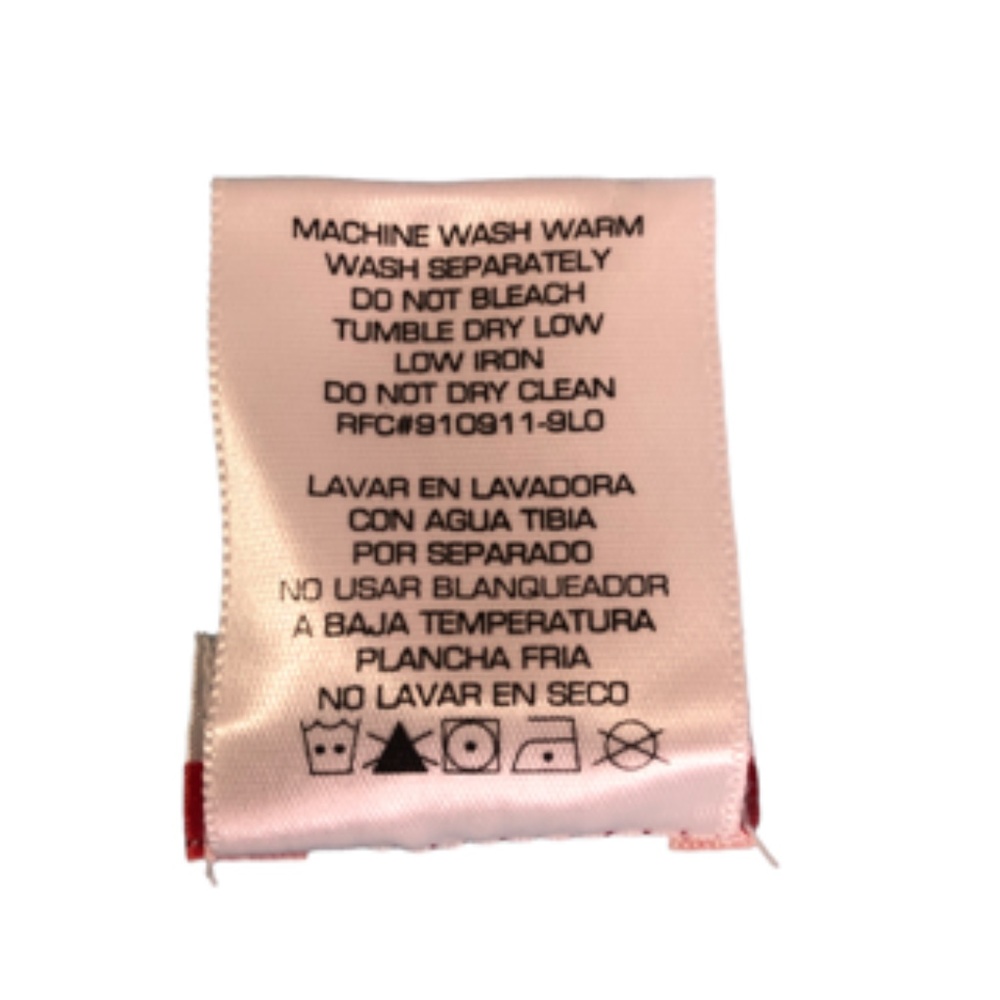 MACHINE WASH WARM
WASH SEPARATELY
DO NOT BLEACH
TUMBLE DRY LOW
LOW IRON
DO NOT DRY CLEAN
RFC#910911-9L0
LAVAR EN LAVADORA
CON AGUA TIBIA
POR SEPARADO
NO USAR BLANQUEADOR
A BAJA TEMPERATURA
PLANCHA FRIA
NO LAVAR EN SECO